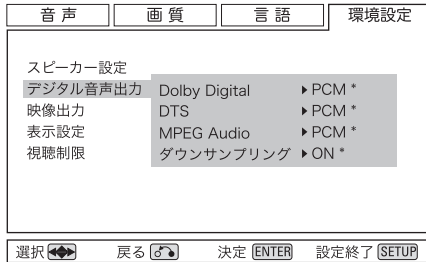 音声 画質 言語 環境設定
スピーカー設定
デジタル音声出力 Dolby Digital ▶ PCM *
映像出力 DTS ▶ PCM *
表示設定 MPEG Audio ▶ PCM *
視聴制限 ダウンサンプリング ▶ ON *
選択 戻る 決定 ENTER 設定終了 SETUP